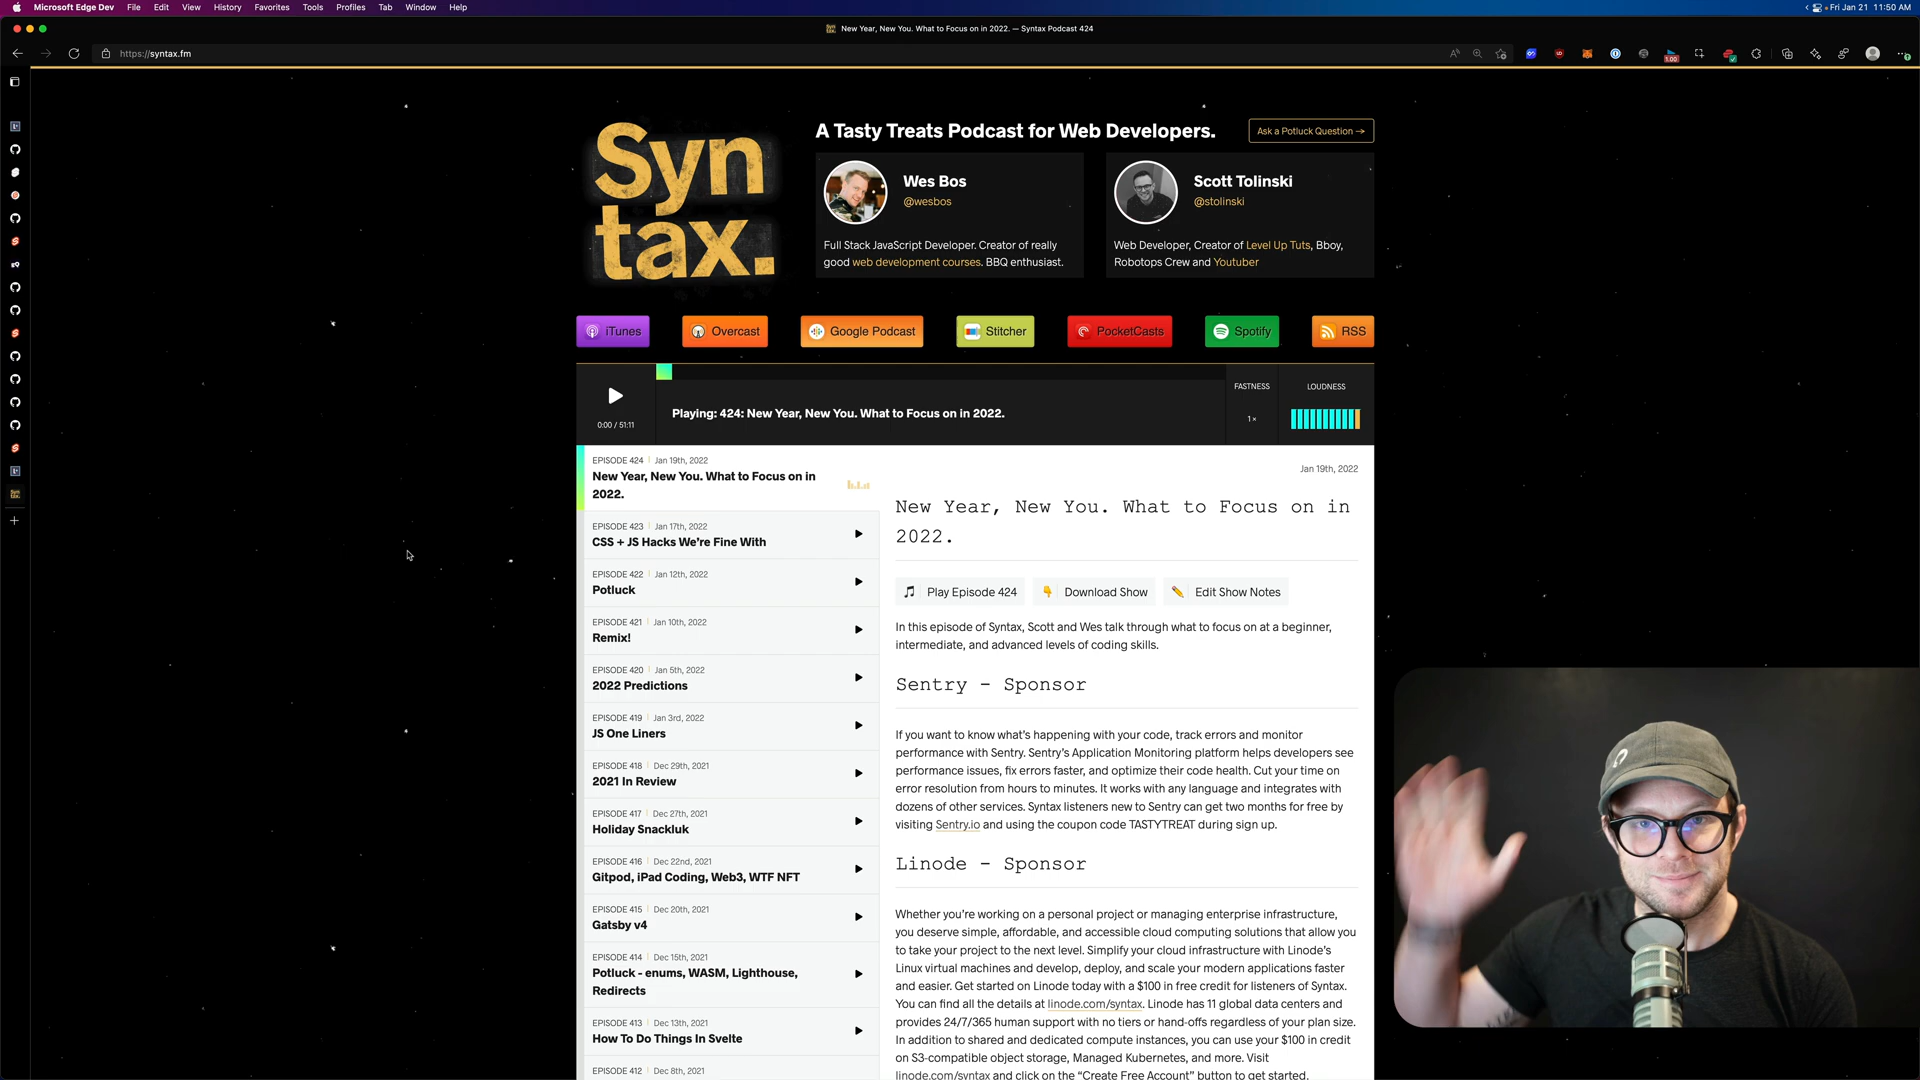 Microsoft Edge Dev File Edit View History Favorites Tools Profiles Tab Window Help
Fri Jan 21 11:50 AM
New Year, New You. What to Focus on in 2022. — Syntax Podcast 424
https://syntax.fm
1.00
Syn
tax.
A Tasty Treats Podcast for Web Developers.
Ask a Potluck Question →
Wes Bos
@wesbos
Full Stack JavaScript Developer. Creator of really
good web development courses. BBQ enthusiast.
Scott Tolinski
@stolinski
Web Developer, Creator of Level Up Tuts, Bboy,
Robotops Crew and Youtuber
iTunes
Overcast
Google Podcast
Stitcher
PocketCasts
Spotify
RSS
0:00 / 51:11
Playing: 424: New Year, New You. What to Focus on in 2022.
FASTNESS
1×
LOUDNESS
EPISODE 424 Jan 19th, 2022
New Year, New You. What to Focus on in
2022.
EPISODE 423 Jan 17th, 2022
CSS + JS Hacks We're Fine With
EPISODE 422 Jan 12th, 2022
Potluck
EPISODE 421 Jan 10th, 2022
Remix!
EPISODE 420 Jan 5th, 2022
2022 Predictions
EPISODE 419 Jan 3rd, 2022
JS One Liners
EPISODE 418 Dec 29th, 2021
2021 In Review
EPISODE 417 Dec 27th, 2021
Holiday Snackluk
EPISODE 416 Dec 22nd, 2021
Gitpod, iPad Coding, Web3, WTF NFT
EPISODE 415 Dec 20th, 2021
Gatsby v4
EPISODE 414 Dec 15th, 2021
Potluck - enums, WASM, Lighthouse,
Redirects
EPISODE 413 Dec 13th, 2021
How To Do Things In Svelte
EPISODE 412 Dec 8th, 2021
Jan 19th, 2022
New Year, New You. What to Focus on in
2022.
Play Episode 424
Download Show
Edit Show Notes
In this episode of Syntax, Scott and Wes talk through what to focus on at a beginner,
intermediate, and advanced levels of coding skills.
Sentry - Sponsor
If you want to know what's happening with your code, track errors and monitor
performance with Sentry. Sentry's Application Monitoring platform helps developers see
performance issues, fix errors faster, and optimize their code health. Cut your time on
error resolution from hours to minutes. It works with any language and integrates with
dozens of other services. Syntax listeners new to Sentry can get two months for free by
visiting Sentry.io and using the coupon code TASTYTREAT during sign up.
Linode - Sponsor
Whether you're working on a personal project or managing enterprise infrastructure,
you deserve simple, affordable, and accessible cloud computing solutions that allow you
to take your project to the next level. Simplify your cloud infrastructure with Linode's
Linux virtual machines and develop, deploy, and scale your modern applications faster
and easier. Get started on Linode today with a $100 in free credit for listeners of Syntax.
You can find all the details at linode.com/syntax. Linode has 11 global data centers and
provides 24/7/365 human support with no tiers or hand-offs regardless of your plan size.
In addition to shared and dedicated compute instances, you can use your $100 in credit
on S3-compatible object storage, Managed Kubernetes, and more. Visit
linode.com/syntax and click on the "Create Free Account" button to get started.